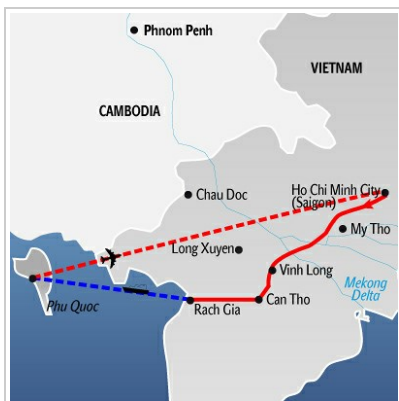 Phnom Penh
VIETNAM
CAMBODIA
Chau Doc
Ho Chi Minh City
(Saigon)
My Tho
Long Xuyen
Vinh Long
Mekong
Delta
Phu Quoc
Rach Gia
Can Tho